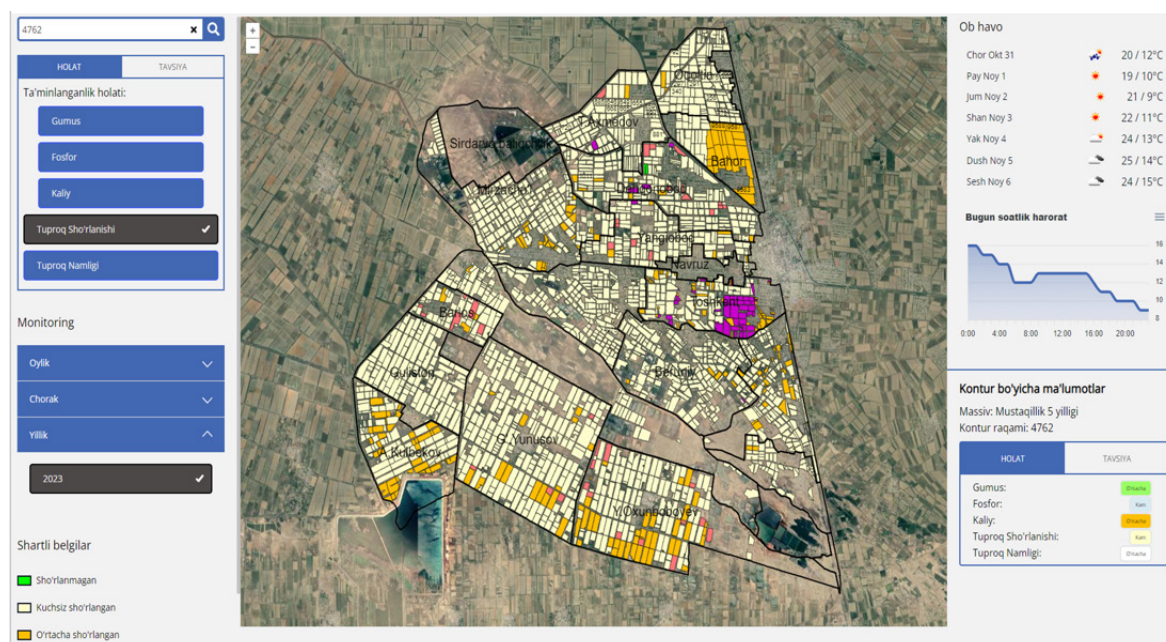 4762
HOLAT
TAVSIYA
Ta'minlanganlik holati:
Gumus
Fosfor
Kaliy
Tuproq Sho'rlanishi
Tuproq Namligi
Monitoring
Oylik
Chorak
Yillik
2023
Shartli belgilar
Sho'rlanmagan
Kuchsiz sho'rlangan
O'rtacha sho'rlangan
+
−
Axmedov
Bahor
Sirdaryo baliqchilik
Mirzachul
Yangiobod
Navruz
Toshkent
Guliston
Beruniy
G. Yunusov
A.Kulbekov
Y.Oxunboboyev
Ob havo
Chor Okt 31 20 / 12°C
Pay Noy 1 19 / 10°C
Jum Noy 2 21 / 9°C
Shan Noy 3 22 / 11°C
Yak Noy 4 24 / 13°C
Dush Noy 5 25 / 14°C
Sesh Noy 6 24 / 15°C
Bugun soatlik harorat
16
14
12
10
8
0:00 4:00 8:00 12:00 16:00 20:00
Kontur bo'yicha ma'lumotlar
Massiv: Mustaqillik 5 yilligi
Kontur raqami: 4762
HOLAT
TAVSIYA
Gumus: O'rtacha
Fosfor: Kam
Kaliy: O'rtacha
Tuproq Sho'rlanishi: Kam
Tuproq Namligi: O'rtacha